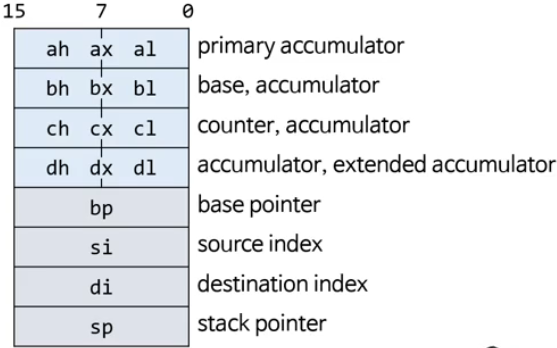 15 7 0
ah ax al primary accumulator
bh bx bl base, accumulator
ch cx cl counter, accumulator
dh dx dl accumulator, extended accumulator
bp base pointer
si source index
di destination index
sp stack pointer